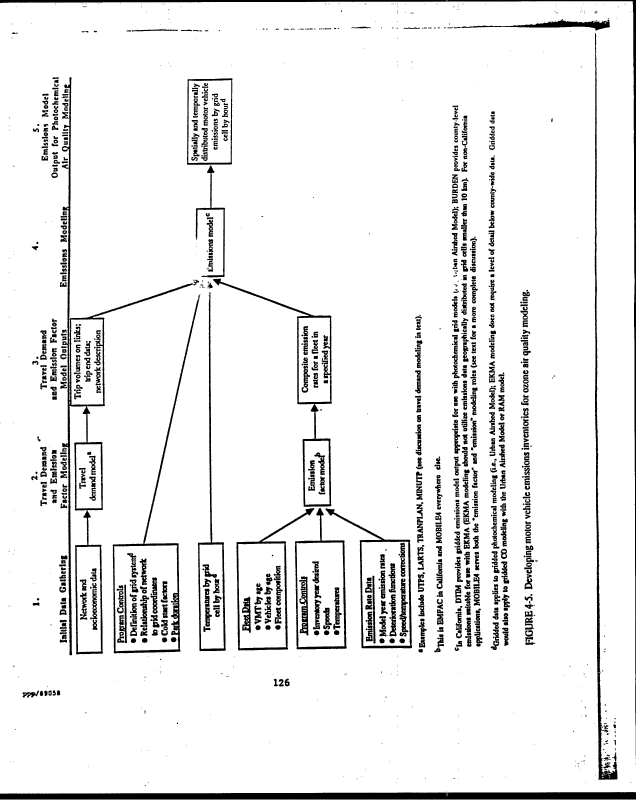 1.
Initial Data Gathering
2.
Travel Demand
and Emission
Factor Modeling
3.
Travel Demand
and Emission Factor
Model Outputs
4.
Emissions Modeling
5.
Emissions Model
Output for Photochemical
Air Quality Modeling
Network and
socioeconomic data
Travel
demand modelª
Trip volumes on links;
trip end data;
network description
Program Controls
• Definition of grid systemᵈ
• Relationship of network
to grid coordinates
• Cold start factors
• Park duration
Temperatures by grid
cell by hourᵈ
Emissions modelᶜ
Spatially and temporally
distributed motor vehicle
emissions by grid
cell by hourᵈ
Fleet Data
• VMT by age
• Vehicles by age
• Fleet composition
Program Controls
• Inventory year desired
• Speeds
• Temperatures
Emission Rate Data
• Model year emission rates
• Deterioration functions
• Speed/temperature corrections
Emission
factor modelᵇ
Composite emission
rates for a fleet in
a specified year
ªExamples include UTPS, LARTS, TRANPLAN, MINUTP (see discussion on travel demand modeling in text).
ᵇThis is EMFAC in California and MOBILE4 everywhere else.
ᶜIn California, DTIM provides gridded emissions model output appropriate for use with photochemical grid models (Urban Airshed Model); BURDEN provides county-level
emissions suitable for use with EKMA (EKMA modeling should not utilize emissions data geographically distributed in grid cells smaller than 10 km). For non-California
applications, MOBILE4 serves both the "emission factor" and "emission" modeling roles (see text for a more complete discussion).
ᵈGridded data applies to gridded photochemical modeling (i.e., Urban Airshed Model); EKMA modeling does not require a level of detail below county-wide data. Gridded data
would also apply to gridded CO modeling with the Urban Airshed Model or RAM model.
FIGURE 4-5. Developing motor vehicle emissions inventories for ozone air quality modeling.
126
PPP/89058